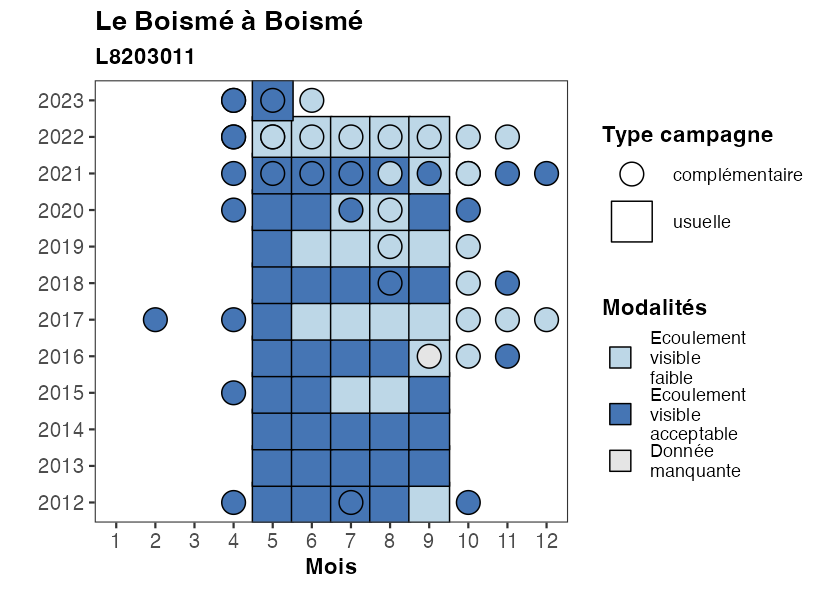 Le Boismé à Boismé
L8203011
2023
2022
2021
2020
2019
2018
2017
2016
2015
2014
2013
2012
1 2 3 4 5 6 7 8 9 10 11 12
Mois
Type campagne
complémentaire
usuelle
Modalités
Ecoulement
visible
faible
Ecoulement
visible
acceptable
Donnée
manquante